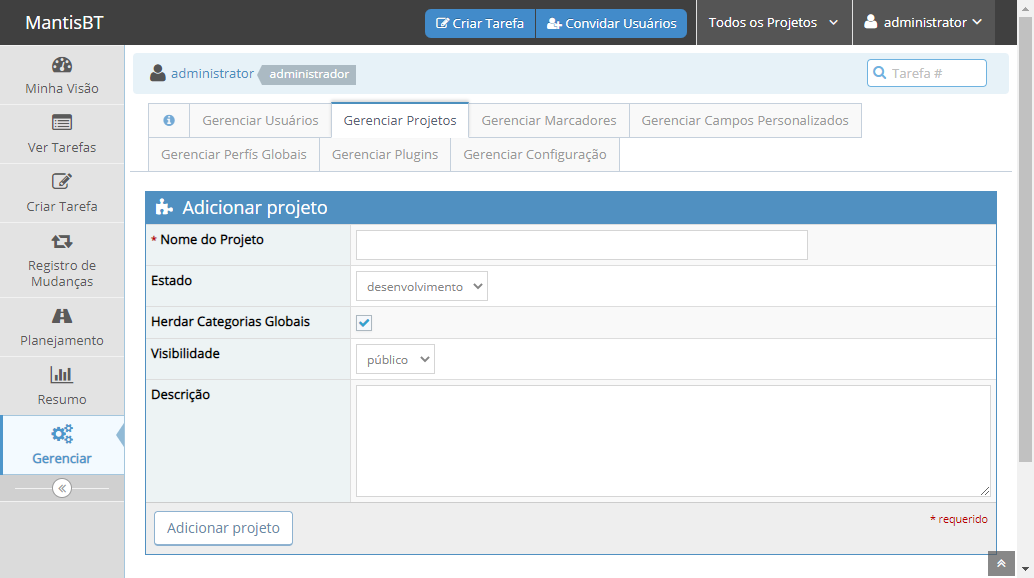 MantisBT
Criar Tarefa
Convidar Usuários
Todos os Projetos
administrator
Minha Visão
Ver Tarefas
Criar Tarefa
Registro de
Mudanças
Planejamento
Resumo
Gerenciar
administrator administrador
Tarefa #
Gerenciar Usuários
Gerenciar Projetos
Gerenciar Marcadores
Gerenciar Campos Personalizados
Gerenciar Perfís Globais
Gerenciar Plugins
Gerenciar Configuração
Adicionar projeto
* Nome do Projeto
Estado
desenvolvimento
Herdar Categorias Globais
Visibilidade
público
Descrição
Adicionar projeto
* requerido